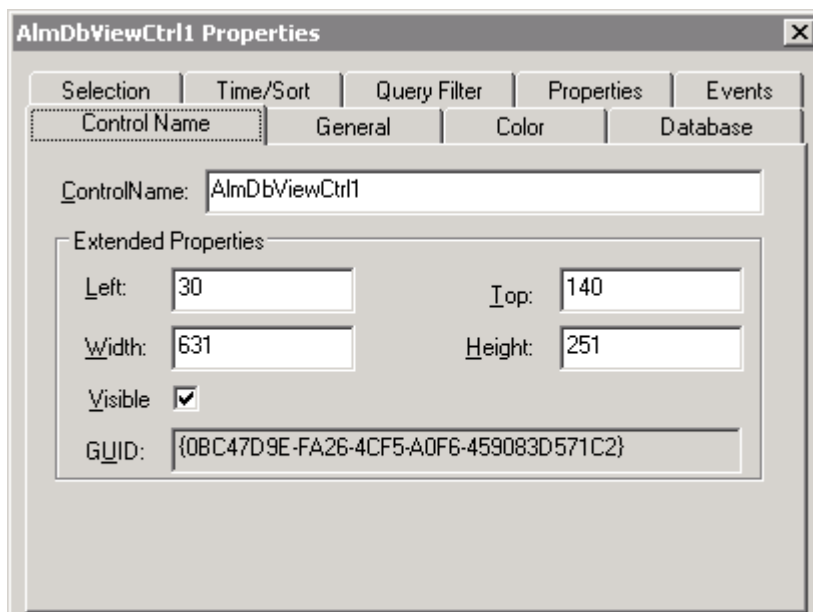 AlmDbViewCtrl1 Properties
Selection Time/Sort Query Filter Properties Events
Control Name General Color Database
ControlName: AlmDbViewCtrl1
Extended Properties
Left: 30 Top: 140
Width: 631 Height: 251
Visible
GUID: {0BC47D9E-FA26-4CF5-A0F6-459083D571C2}